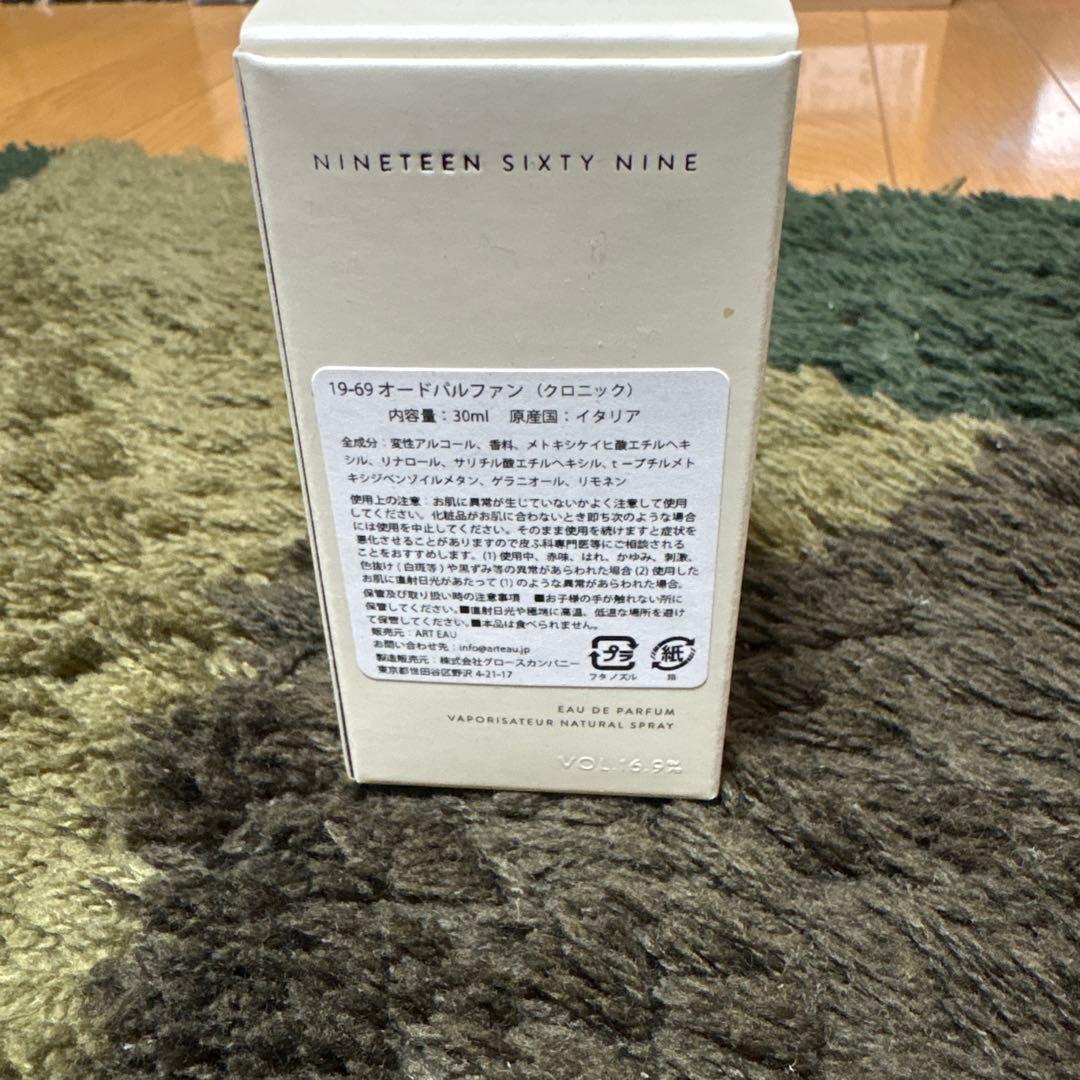 NINETEEN SIXTY NINE
19-69 オードパルファン（クロニック）
内容量：30ml 原産国：イタリア
全成分：変性アルコール、香料、メトキシケイヒ酸エチルヘキ
シル、リナロール、サリチル酸エチルヘキシル、t－ブチルメト
キシジベンゾイルメタン、ゲラニオール、リモネン
使用上の注意：お肌に異常が生じていないかよく注意して使用
してください。化粧品がお肌に合わないとき即ち次のような場合
には使用を中止してください。そのまま使用を続けますと症状を
悪化させることがありますので皮ふ科専門医等にご相談される
ことをおすすめします。(1) 使用中、赤味、はれ、かゆみ、刺激、
色抜け ( 白斑等 ) や黒ずみ等の異常があらわれた場合 (2) 使用した
お肌に直射日光があたって (1) のような異常があらわれた場合。
保管及び取り扱い時の注意事項 ■お子様の手が触れない所に
保管してください。■直射日光や極端に高温、低温な場所を避け
て保管してください。■本品は食べられません。
販売元：ART EAU
お問い合わせ先：info@arteau.jp
製造販売元：株式会社グロースカンパニー
東京都世田谷区野沢 4-21-17
プラ
フタ ノズル
紙
箱
EAU DE PARFUM
VAPORISATEUR NATURAL SPRAY
VOL.16.9%